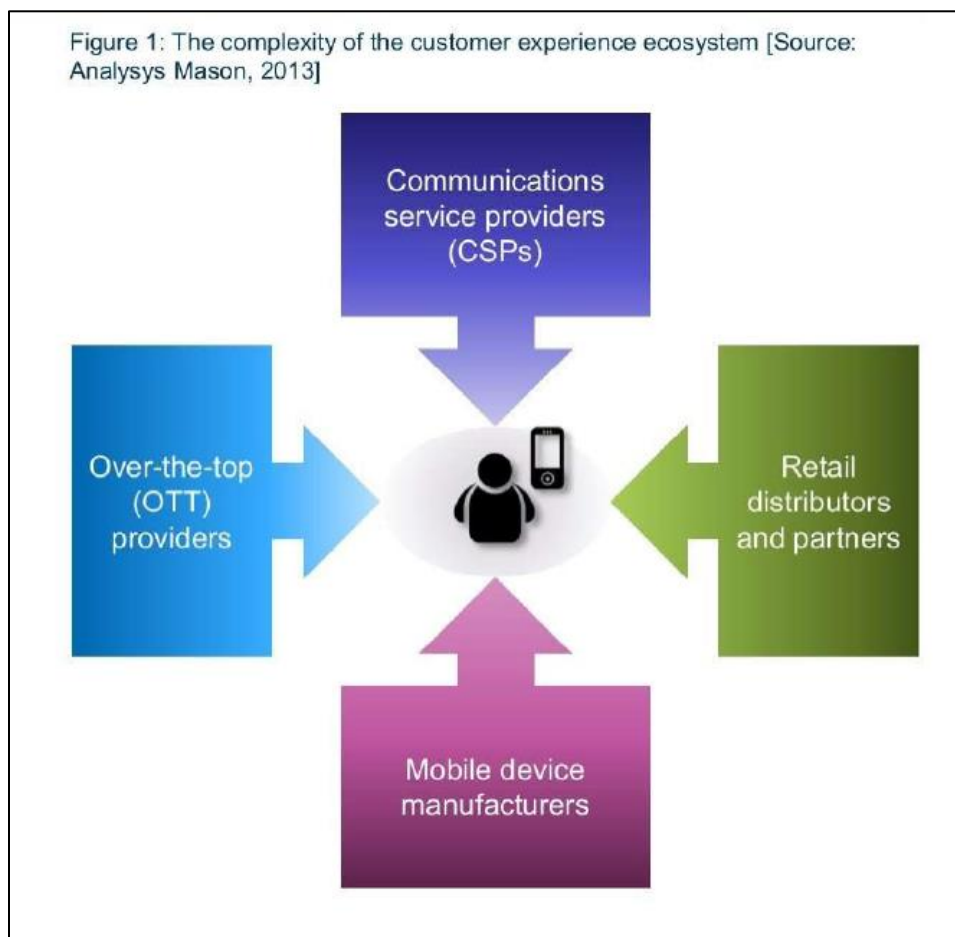 Figure 1: The complexity of the customer experience ecosystem [Source:
Analysys Mason, 2013]
Communications
service providers
(CSPs)
Over-the-top
(OTT)
providers
Retail
distributors
and partners
Mobile device
manufacturers